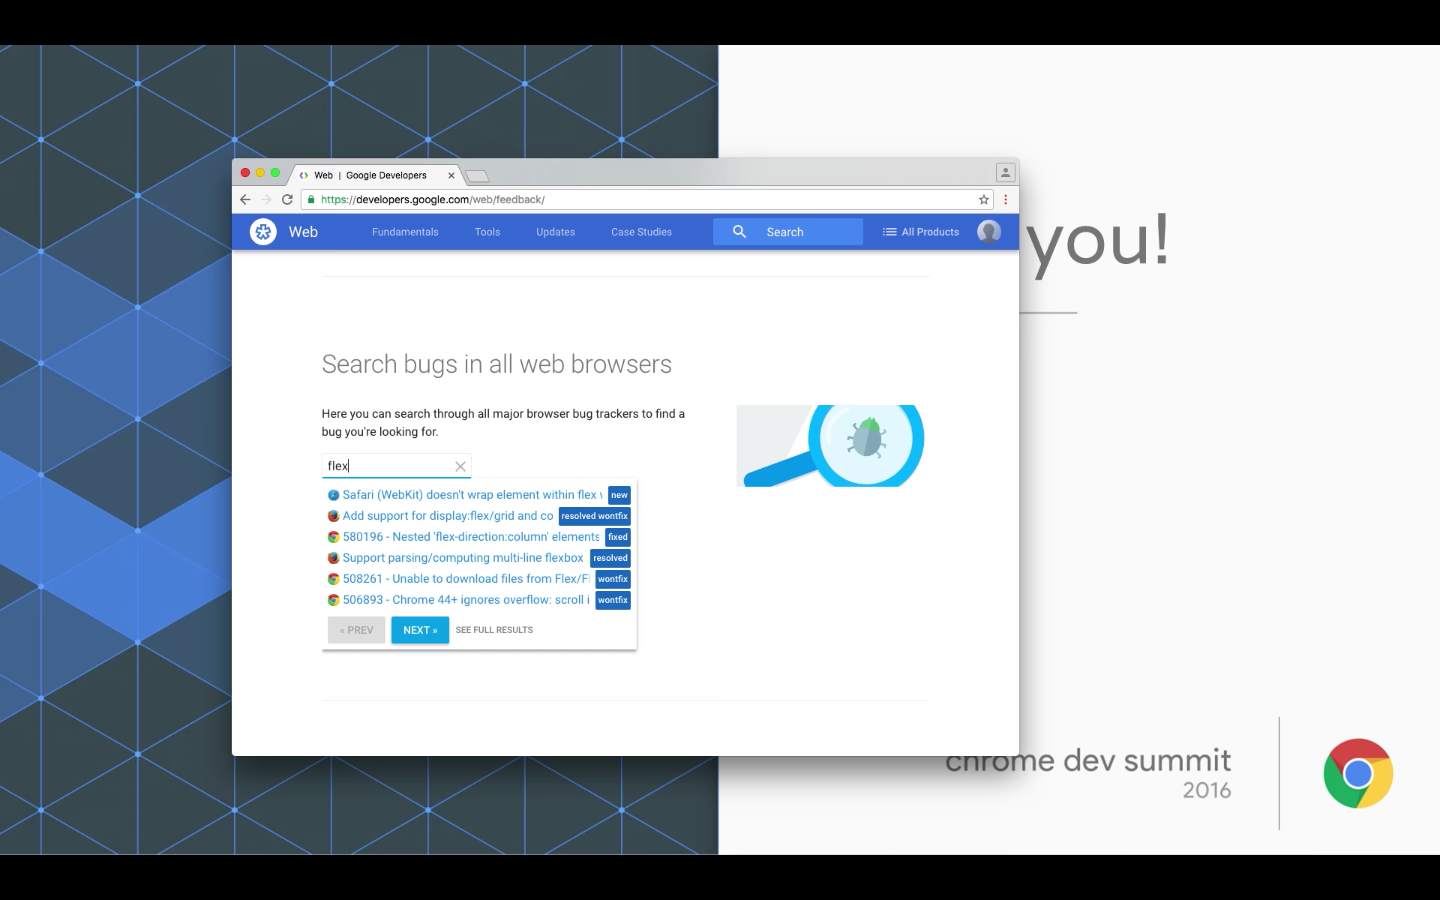 Web | Google Developers
https://developers.google.com/web/feedback/
Web Fundamentals Tools Updates Case Studies Search All Products
you!
Search bugs in all web browsers
Here you can search through all major browser bug trackers to find a
bug you're looking for.
flex
Safari (WebKit) doesn't wrap element within flex new
Add support for display:flex/grid and co resolved wontfix
580196 - Nested 'flex-direction:column' elements fixed
Support parsing/computing multi-line flexbox resolved
508261 - Unable to download files from Flex/F wontfix
506893 - Chrome 44+ ignores overflow: scroll i wontfix
« PREV NEXT » SEE FULL RESULTS
chrome dev summit
2016